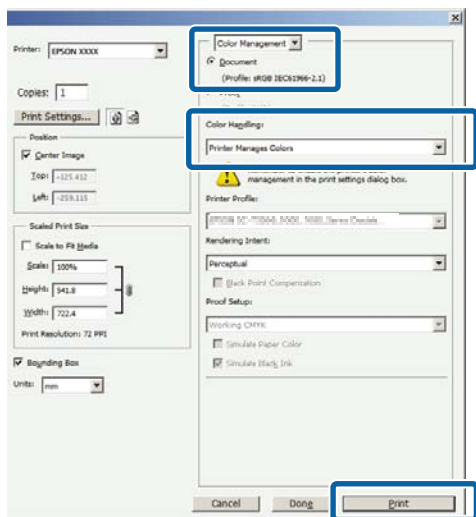 Printer: EPSON XXXX
Copies: 1
Print Settings...
Position
Center Image
Top: -125.412
Left: -259.115
Scaled Print Size
Scale to Fit Media
Scale: 100%
Height: 541.8
Width: 722.4
Print Resolution: 72 PPI
Bounding Box
Units: mm
Color Management
Document
(Profile: sRGB IEC61966-2.1)
Color Handling:
Printer Manages Colors
management in the print settings dialog box.
Printer Profile:
Rendering Intent:
Perceptual
Black Point Compensation
Proof Setup:
Working CMYK
Simulate Paper Color
Simulate Black Ink
Cancel
Done
Print